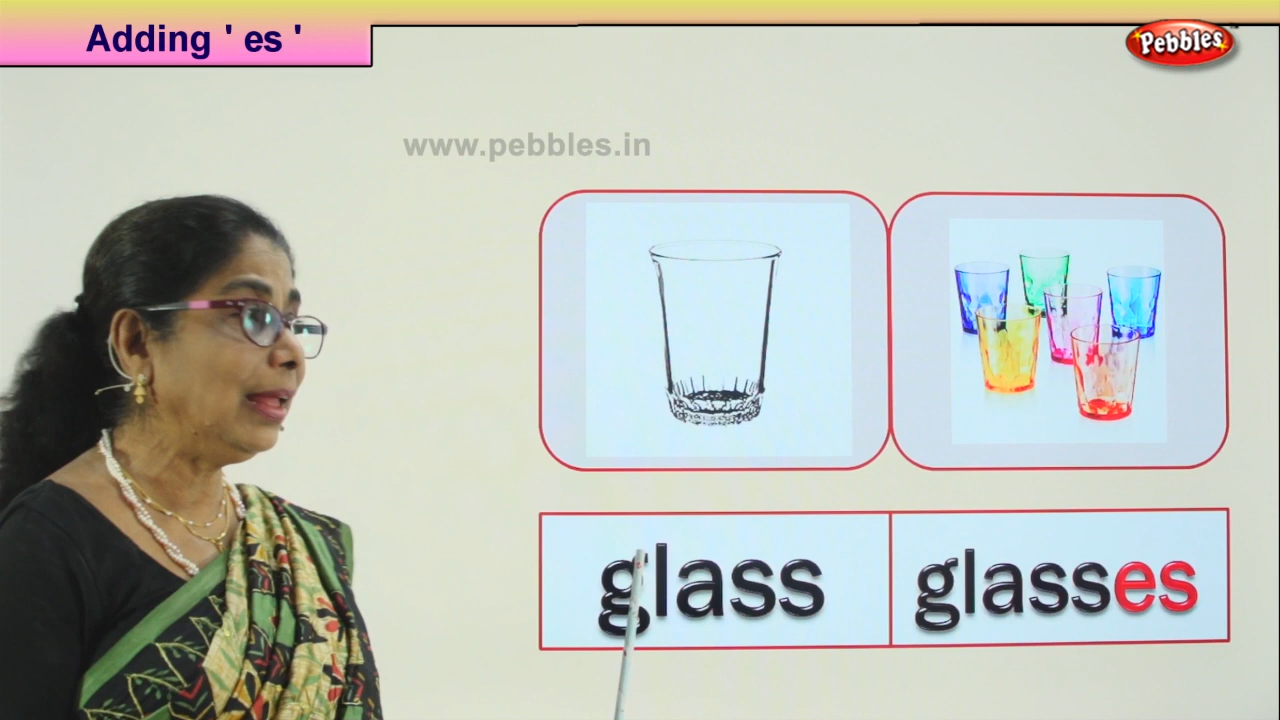 Adding ' es '
Pebbles
www.pebbles.in
glass
glasses